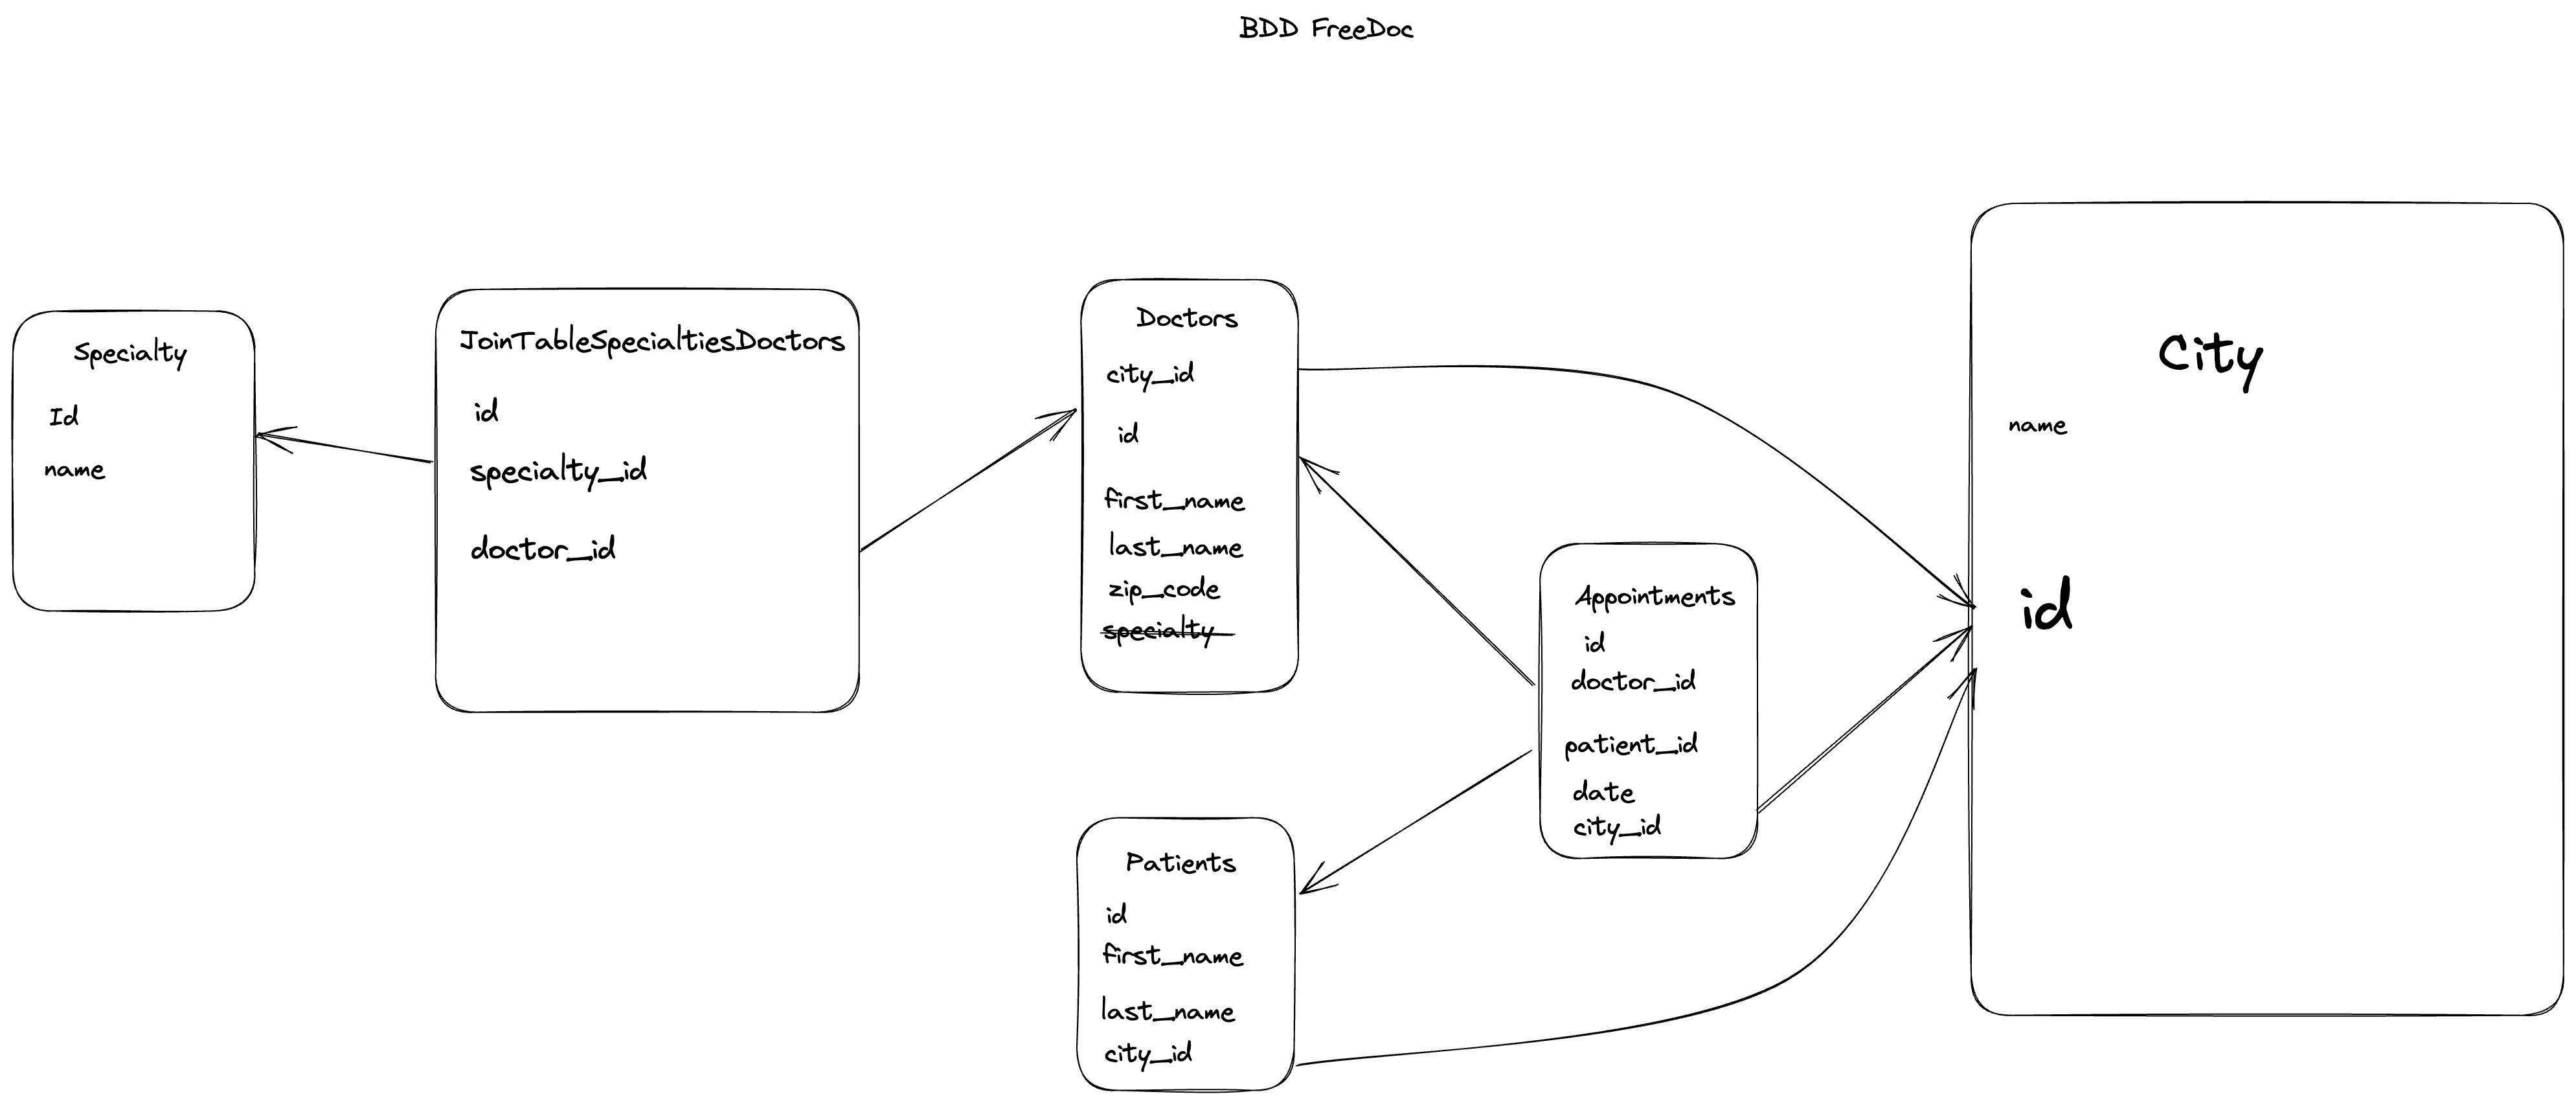 BDD FreeDoc
Specialty
Id
name
JoinTableSpecialtiesDoctors
id
specialty_id
doctor_id
Doctors
city_id
id
first_name
last_name
zip_code
specialty
Patients
id
first_name
last_name
city_id
Appointments
id
doctor_id
patient_id
date
city_id
City
name
id